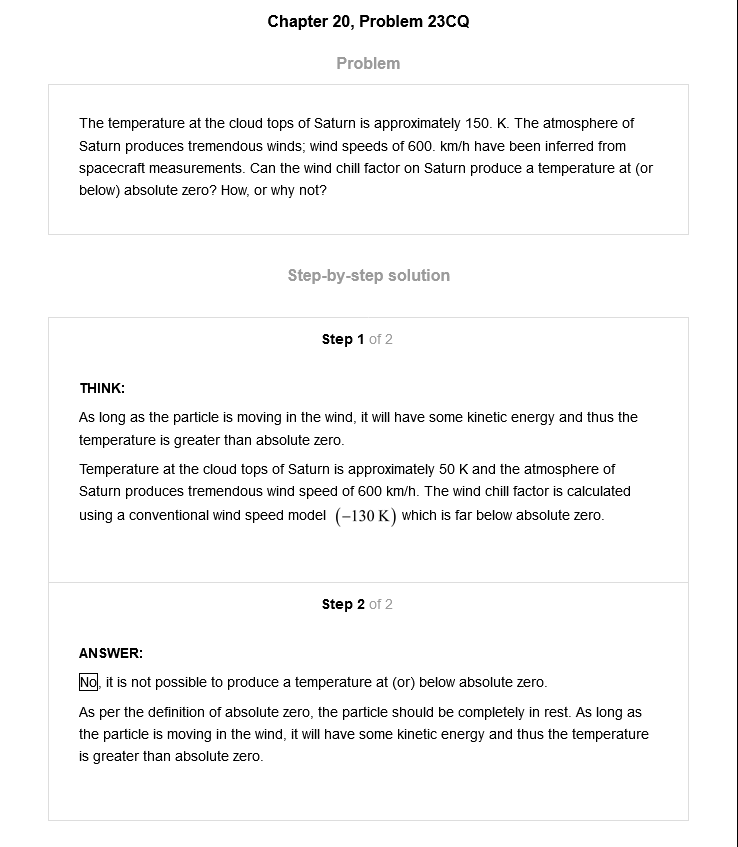 Chapter 20, Problem 23CQ
Problem
The temperature at the cloud tops of Saturn is approximately 150. K. The atmosphere of
Saturn produces tremendous winds; wind speeds of 600. km/h have been inferred from
spacecraft measurements. Can the wind chill factor on Saturn produce a temperature at (or
below) absolute zero? How, or why not?
Step-by-step solution
Step 1 of 2
THINK:
As long as the particle is moving in the wind, it will have some kinetic energy and thus the
temperature is greater than absolute zero.
Temperature at the cloud tops of Saturn is approximately 50 K and the atmosphere of
Saturn produces tremendous wind speed of 600 km/h. The wind chill factor is calculated
using a conventional wind speed model (−130 K) which is far below absolute zero.
Step 2 of 2
ANSWER:
No, it is not possible to produce a temperature at (or) below absolute zero.
As per the definition of absolute zero, the particle should be completely in rest. As long as
the particle is moving in the wind, it will have some kinetic energy and thus the temperature
is greater than absolute zero.